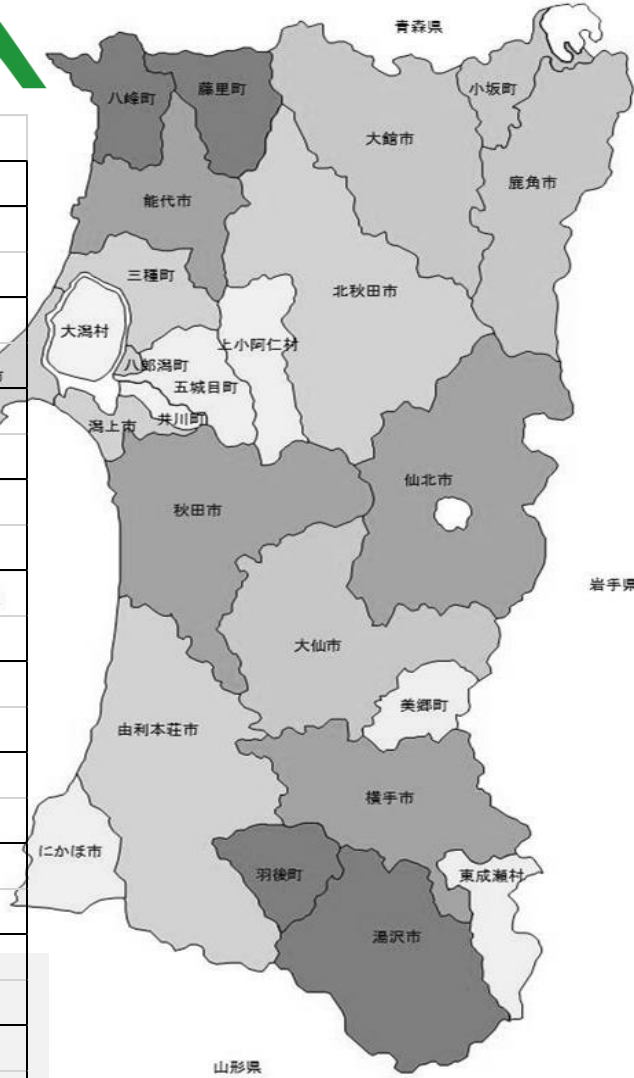 青森県
八峰町
藤里町
小坂町
大館市
鹿角市
能代市
三種町
北秋田市
大潟村
上小阿仁村
八郎潟町
五城目町
井川町
潟上市
仙北市
秋田市
岩手県
大仙市
美郷町
由利本荘市
横手市
にかほ市
羽後町
東成瀬村
湯沢市
山形県